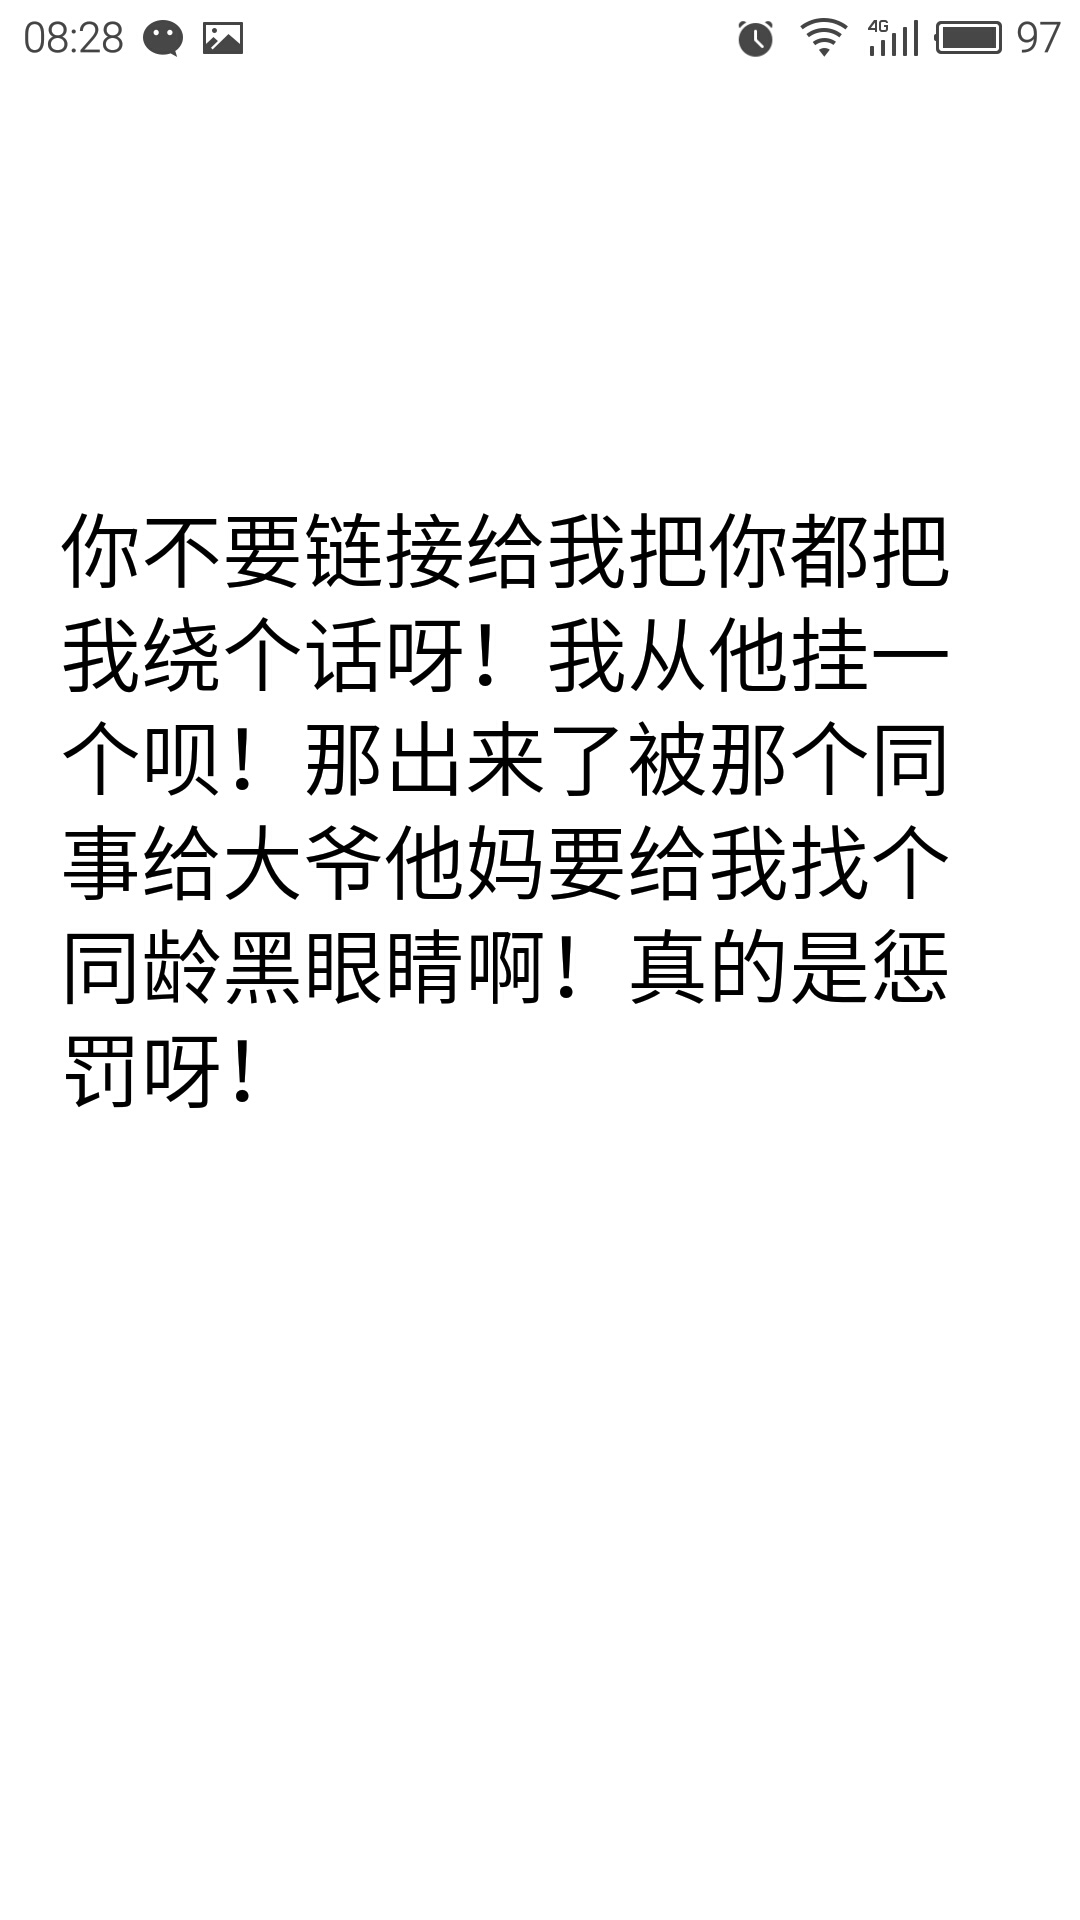 08:28 4G 97
你不要链接给我把你都把
我绕个话呀！我从他挂一
个呗！那出来了被那个同
事给大爷他妈要给我找个
同龄黑眼睛啊！真的是惩
罚呀！